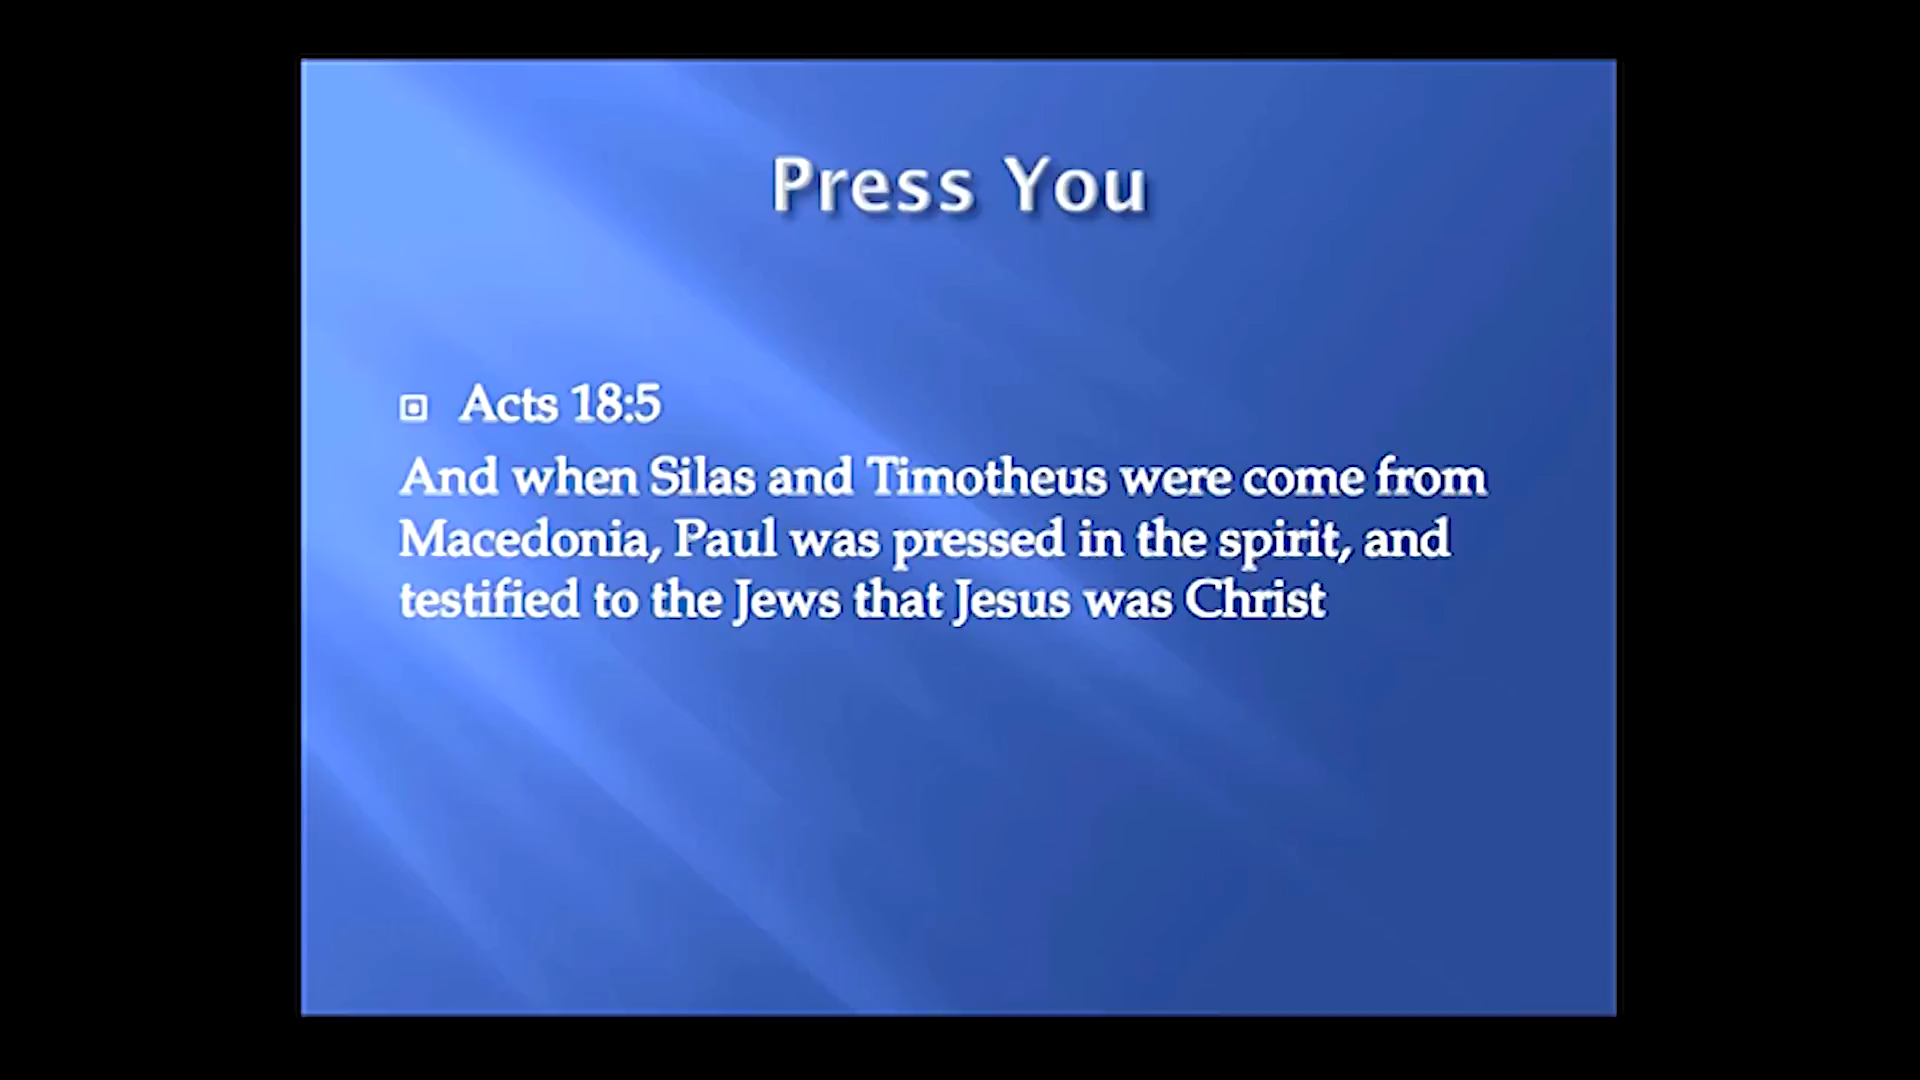 Press You
Acts 18:5
And when Silas and Timotheus were come from
Macedonia, Paul was pressed in the spirit, and
testified to the Jews that Jesus was Christ